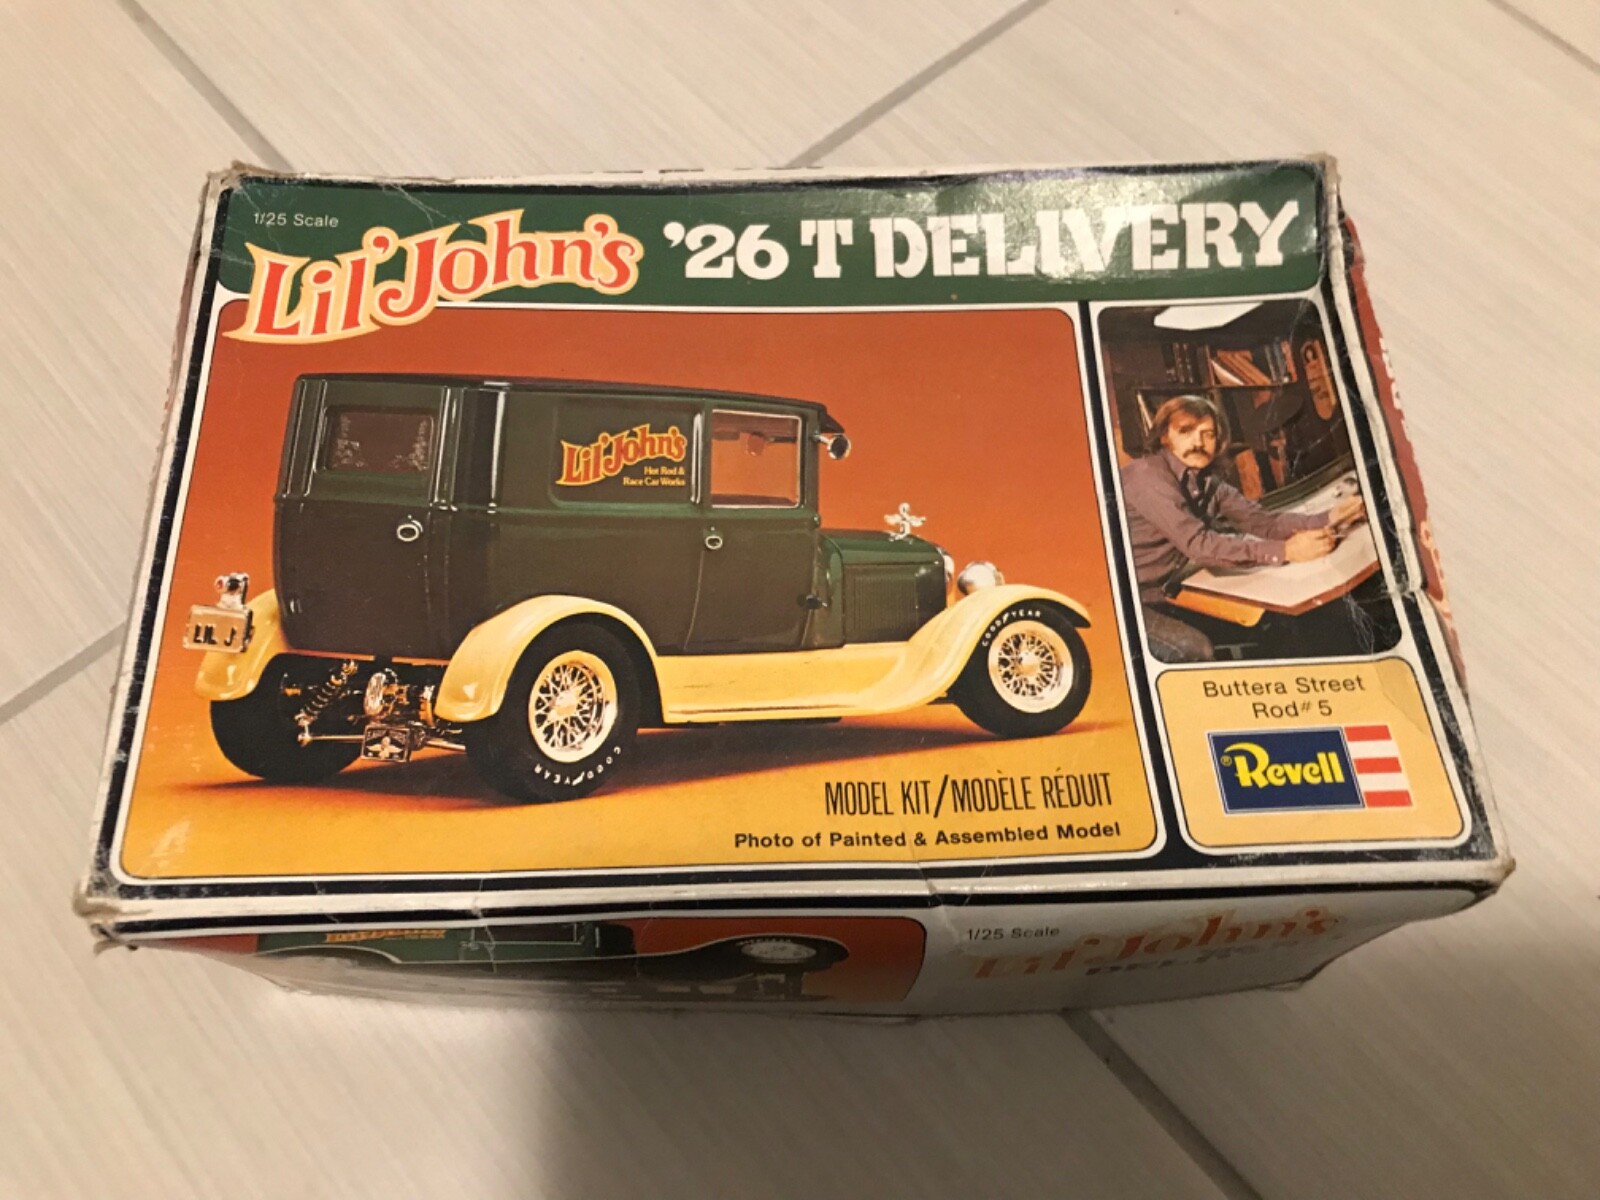 1/25 Scale
Lil' John's '26 T DELIVERY
Lil' John's
Hot Rod &
Race Car Works
GOODYEAR
LIL J
GOODYEAR
MODEL KIT/MODÈLE RÉDUIT
Photo of Painted & Assembled Model
Buttera Street
Rod# 5
® Revell
1/25 Scale
Lil' John's